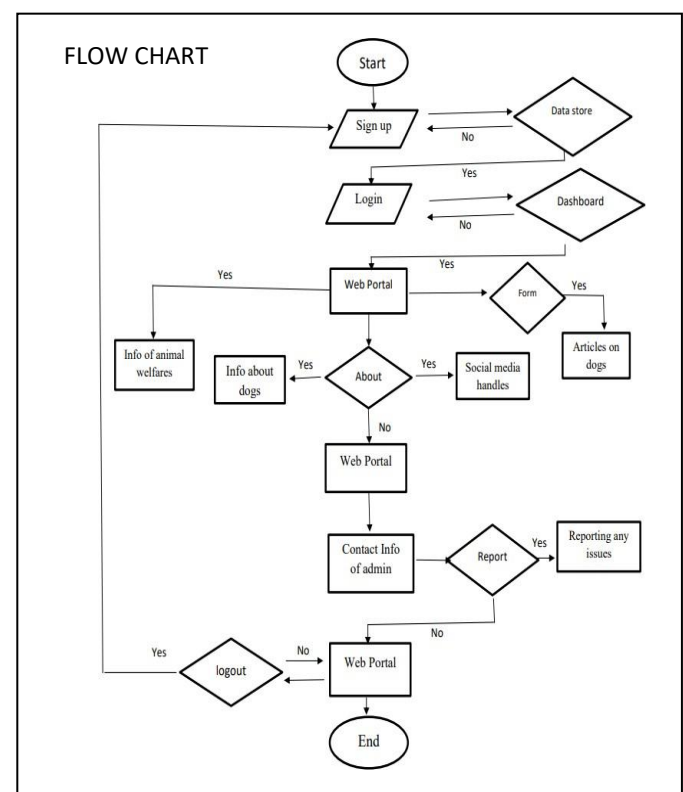 FLOW CHART
Start
Sign up
Data store
No
Yes
Login
Dashboard
No
Yes
Yes
Web Portal
Form
Yes
Info of animal
welfares
Info about
dogs
Yes
About
Yes
Social media
handles
Articles on
dogs
No
Web Portal
Contact Info
of admin
Report
Yes
Reporting any
issues
No
Yes
logout
No
Web Portal
End